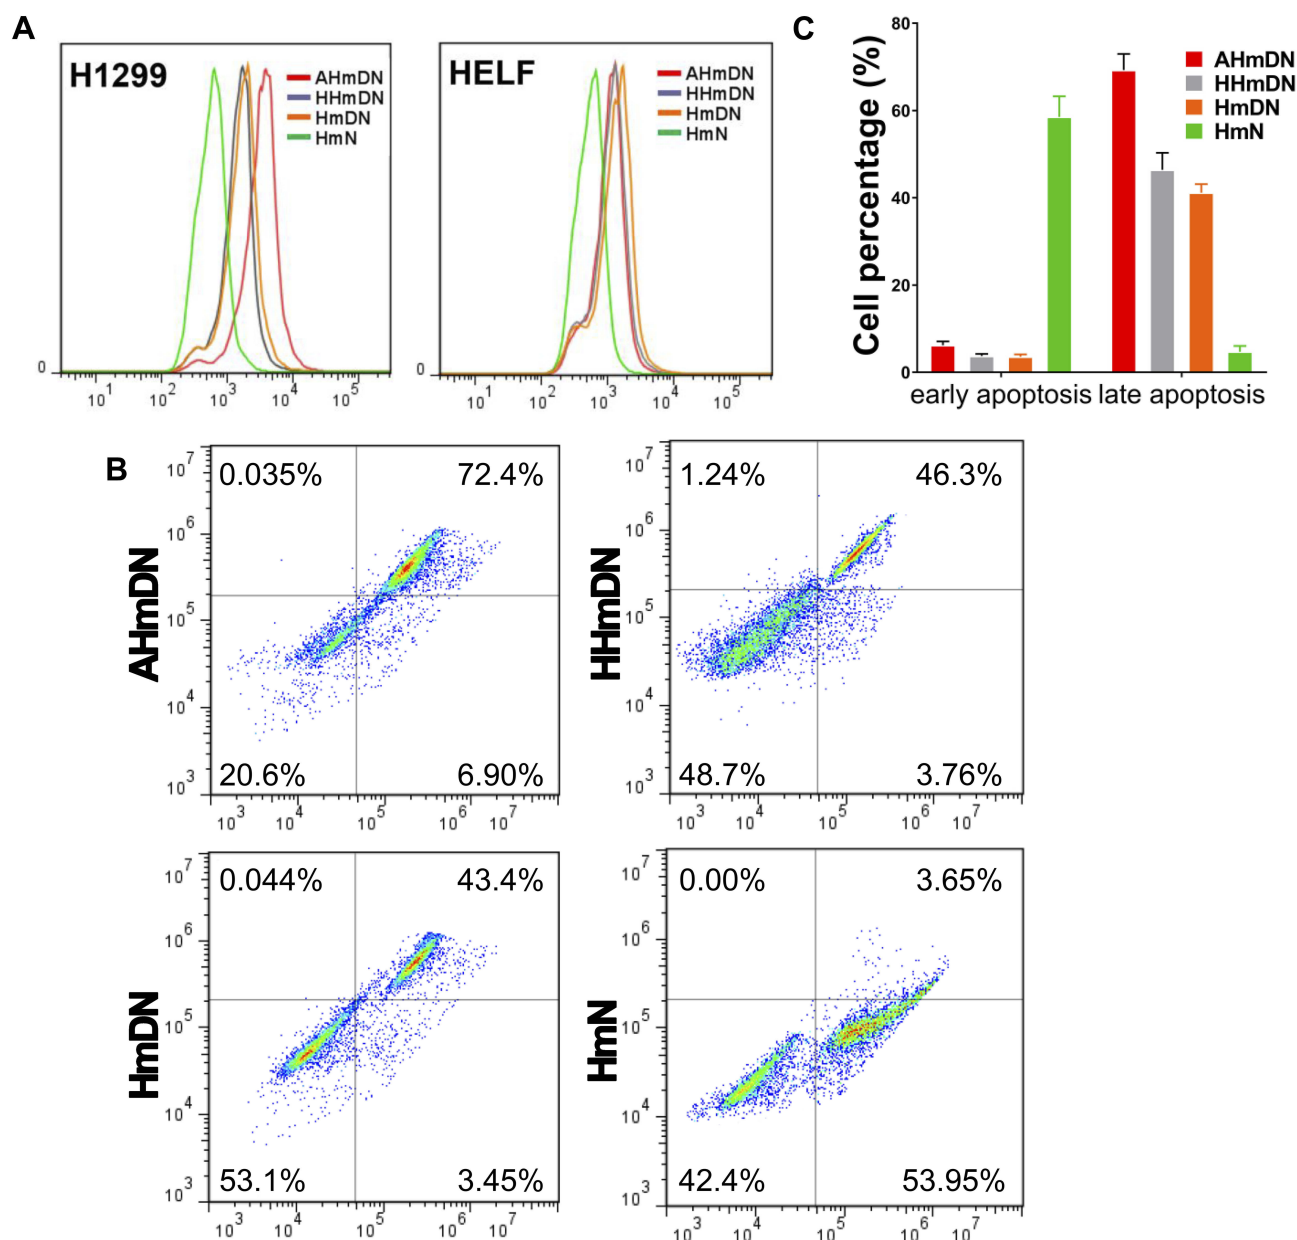 A
H1299
AHmDN
HHmDN
HmDN
HmN
0
10^1 10^2 10^3 10^4 10^5
HELF
AHmDN
HHmDN
HmDN
HmN
0
10^1 10^2 10^3 10^4 10^5
C
Cell percentage (%)
80
60
40
20
0
AHmDN
HHmDN
HmDN
HmN
early apoptosis late apoptosis
B
AHmDN
10^7
10^6
10^5
10^4
10^3
0.035% 72.4%
20.6% 6.90%
10^3 10^4 10^5 10^6 10^7
HHmDN
10^7
10^6
10^5
10^4
10^3
1.24% 46.3%
48.7% 3.76%
10^3 10^4 10^5 10^6 10^7
HmDN
10^7
10^6
10^5
10^4
10^3
0.044% 43.4%
53.1% 3.45%
10^3 10^4 10^5 10^6 10^7
HmN
10^7
10^6
10^5
10^4
10^3
0.00% 3.65%
42.4% 53.95%
10^3 10^4 10^5 10^6 10^7